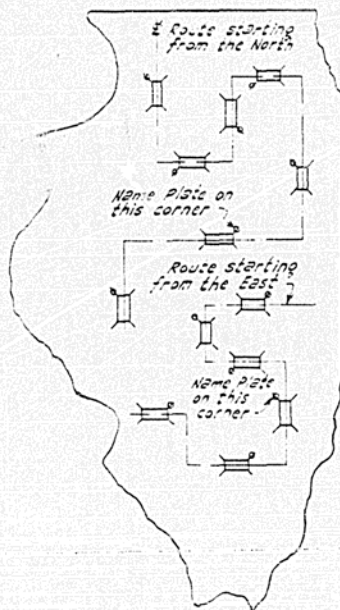 ℄ Route starting
from the North
Name Plate on
this corner
Route starting
from the East
Name Plate
on this
corner